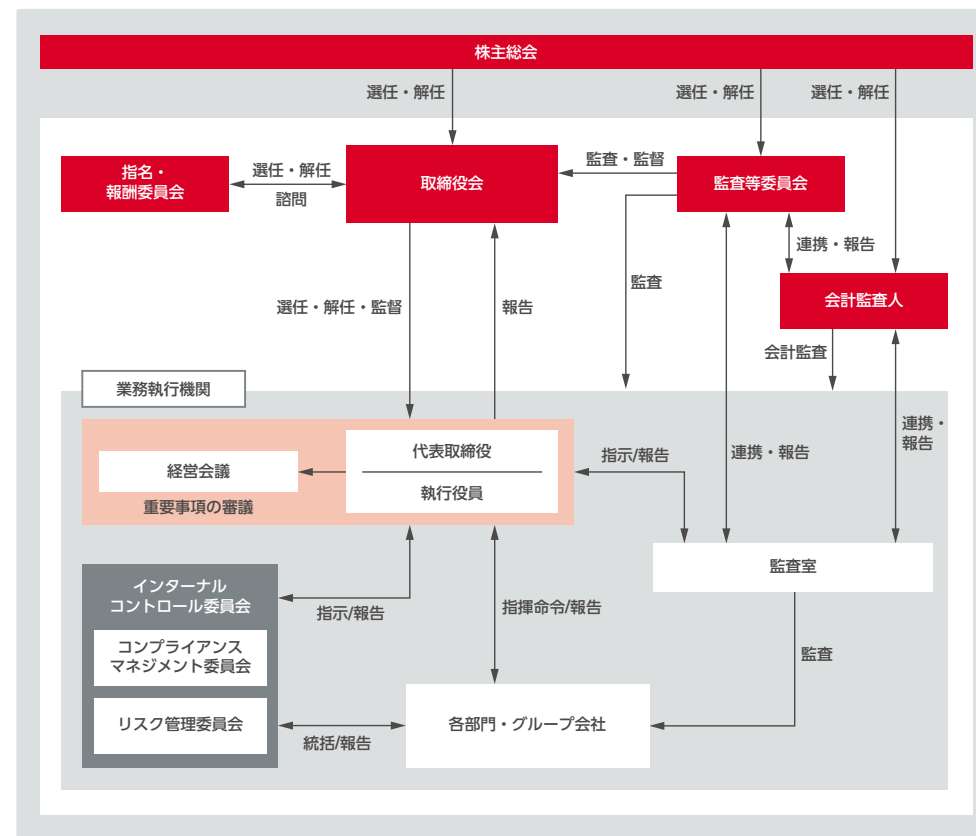 株主総会
選任・解任
選任・解任
選任・解任
指名・
報酬委員会
選任・解任
諮問
取締役会
監査・監督
監査等委員会
連携・報告
監査
会計監査人
選任・解任・監督
報告
会計監査
業務執行機関
代表取締役
執行役員
経営会議
重要事項の審議
指示/報告
連携・報告
連携・
報告
監査室
インターナル
コントロール委員会
指示/報告
指揮命令/報告
コンプライアンス
マネジメント委員会
監査
リスク管理委員会
統括/報告
各部門・グループ会社